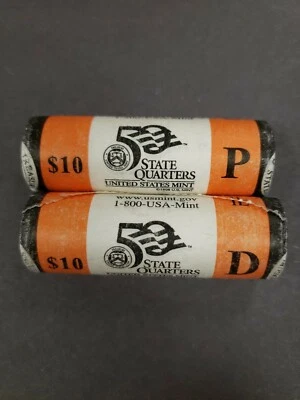 $10
50
STATE
QUARTERS
UNITED STATES MINT
P
www.usmint.gov
1-800-USA-Mint
$10
50
STATE
QUARTERS
D